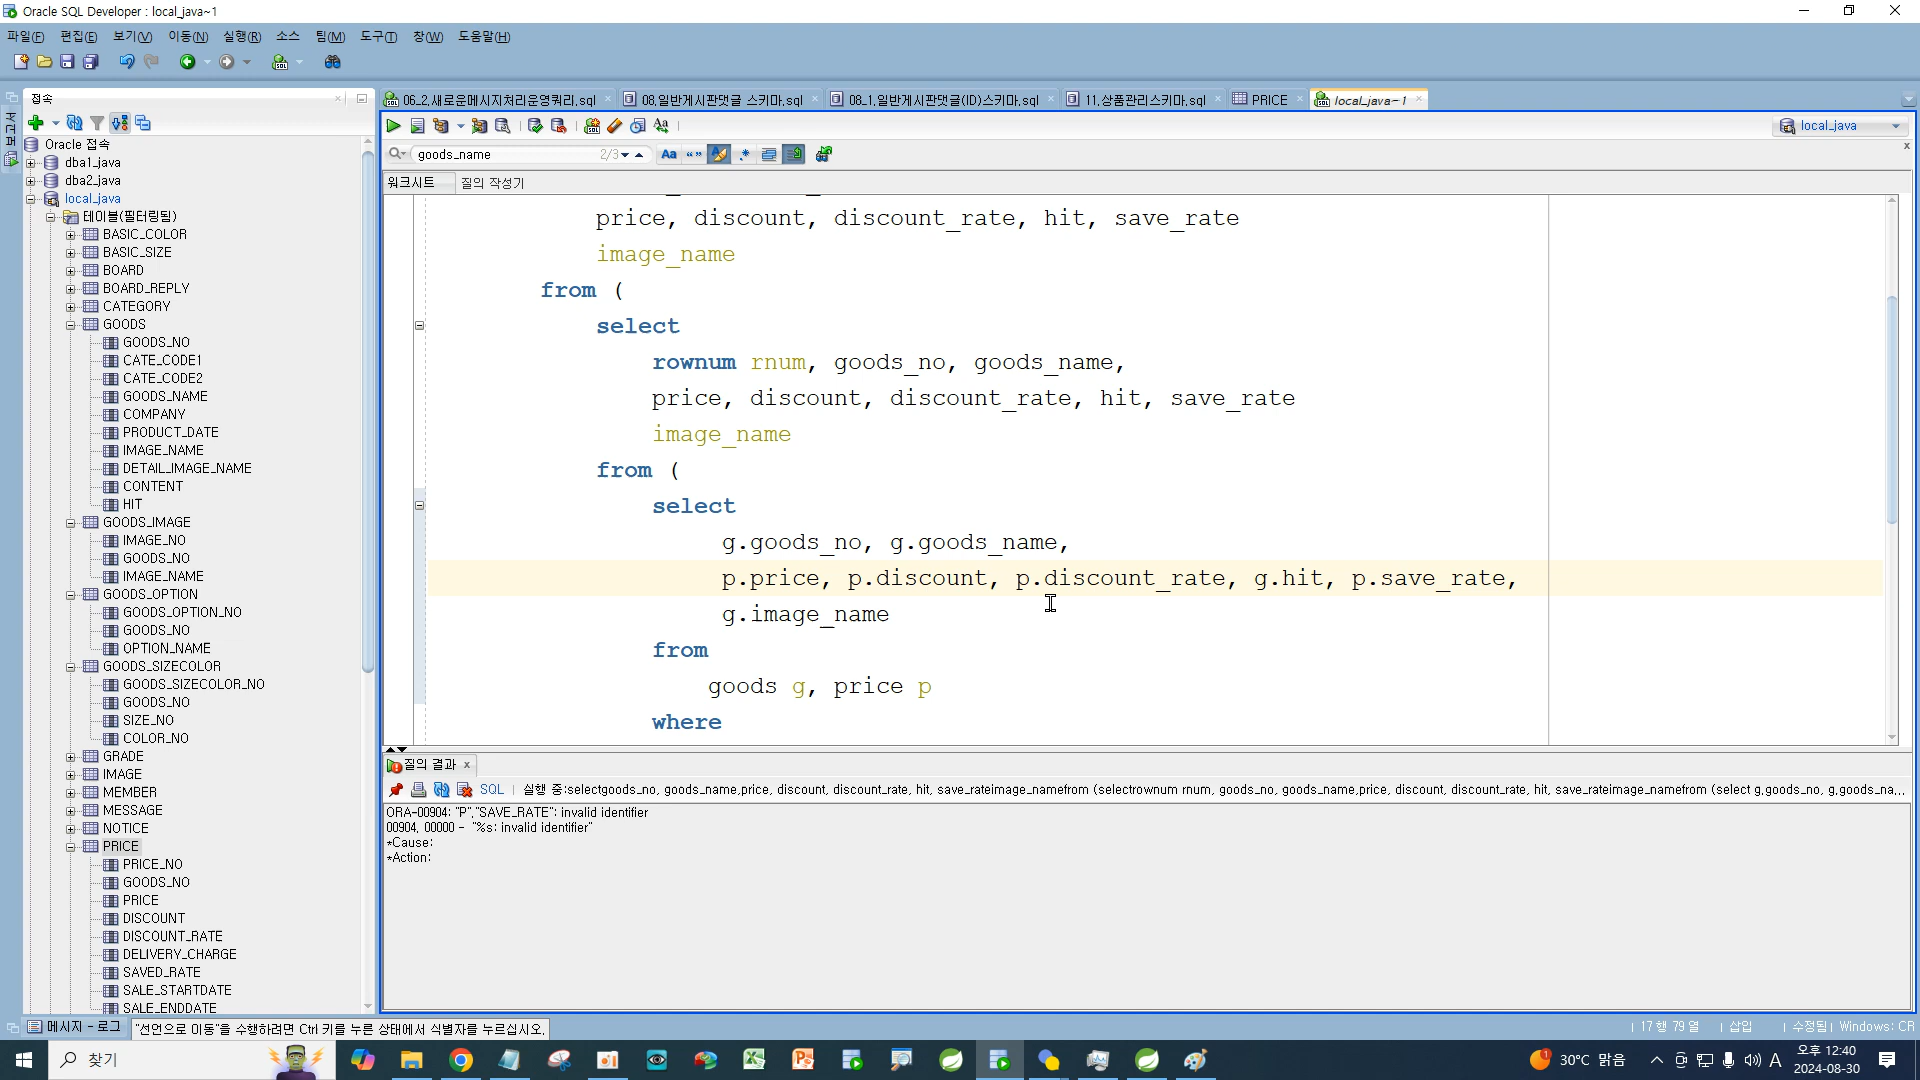 Oracle SQL Developer : local_java~1
파일(F) 편집(E) 보기(V) 이동(N) 실행(R) 소스 팀(M) 도구(T) 창(W) 도움말(H)
접속
Oracle 접속
dba1_java
dba2_java
local_java
테이블(필터링됨)
BASIC_COLOR
BASIC_SIZE
BOARD
BOARD_REPLY
CATEGORY
GOODS
GOODS_NO
CATE_CODE1
CATE_CODE2
GOODS_NAME
COMPANY
PRODUCT_DATE
IMAGE_NAME
DETAIL_IMAGE_NAME
CONTENT
HIT
GOODS_IMAGE
IMAGE_NO
GOODS_NO
IMAGE_NAME
GOODS_OPTION
GOODS_OPTION_NO
GOODS_NO
OPTION_NAME
GOODS_SIZECOLOR
GOODS_SIZECOLOR_NO
GOODS_NO
SIZE_NO
COLOR_NO
GRADE
IMAGE
MEMBER
MESSAGE
NOTICE
PRICE
PRICE_NO
GOODS_NO
PRICE
DISCOUNT
DISCOUNT_RATE
DELIVERY_CHARGE
SAVED_RATE
SALE_STARTDATE
SALE_ENDDATE
06_2.새로운메시지처리운영쿼리.sql 08.일반게시판댓글 스키마.sql 08_1.일반게시판댓글(ID)스키마.sql 11.상품관리스키마.sql PRICE local_java~1
local_java
goods_name 2/3
워크시트 질의 작성기
price, discount, discount_rate, hit, save_rate
image_name
from (
select
rownum rnum, goods_no, goods_name,
price, discount, discount_rate, hit, save_rate
image_name
from (
select
g.goods_no, g.goods_name,
p.price, p.discount, p.discount_rate, g.hit, p.save_rate,
g.image_name
from
goods g, price p
where
질의 결과
SQL 실행 중:selectgoods_no, goods_name,price, discount, discount_rate, hit, save_rateimage_namefrom (selectrownum rnum, goods_no, goods_name,price, discount, discount_rate, hit, save_rateimage_namefrom (select g.goods_no, g.goods_na...
ORA-00904: "P"."SAVE_RATE": invalid identifier
00904. 00000 - "%s: invalid identifier"
*Cause:
*Action:
메시지 - 로그 "선언으로 이동"을 수행하려면 Ctrl 키를 누른 상태에서 식별자를 누르십시오.
17 행 79 열 삽입 수정됨 Windows: CR
찾기
30°C 맑음 A 오후 12:40
2024-08-30